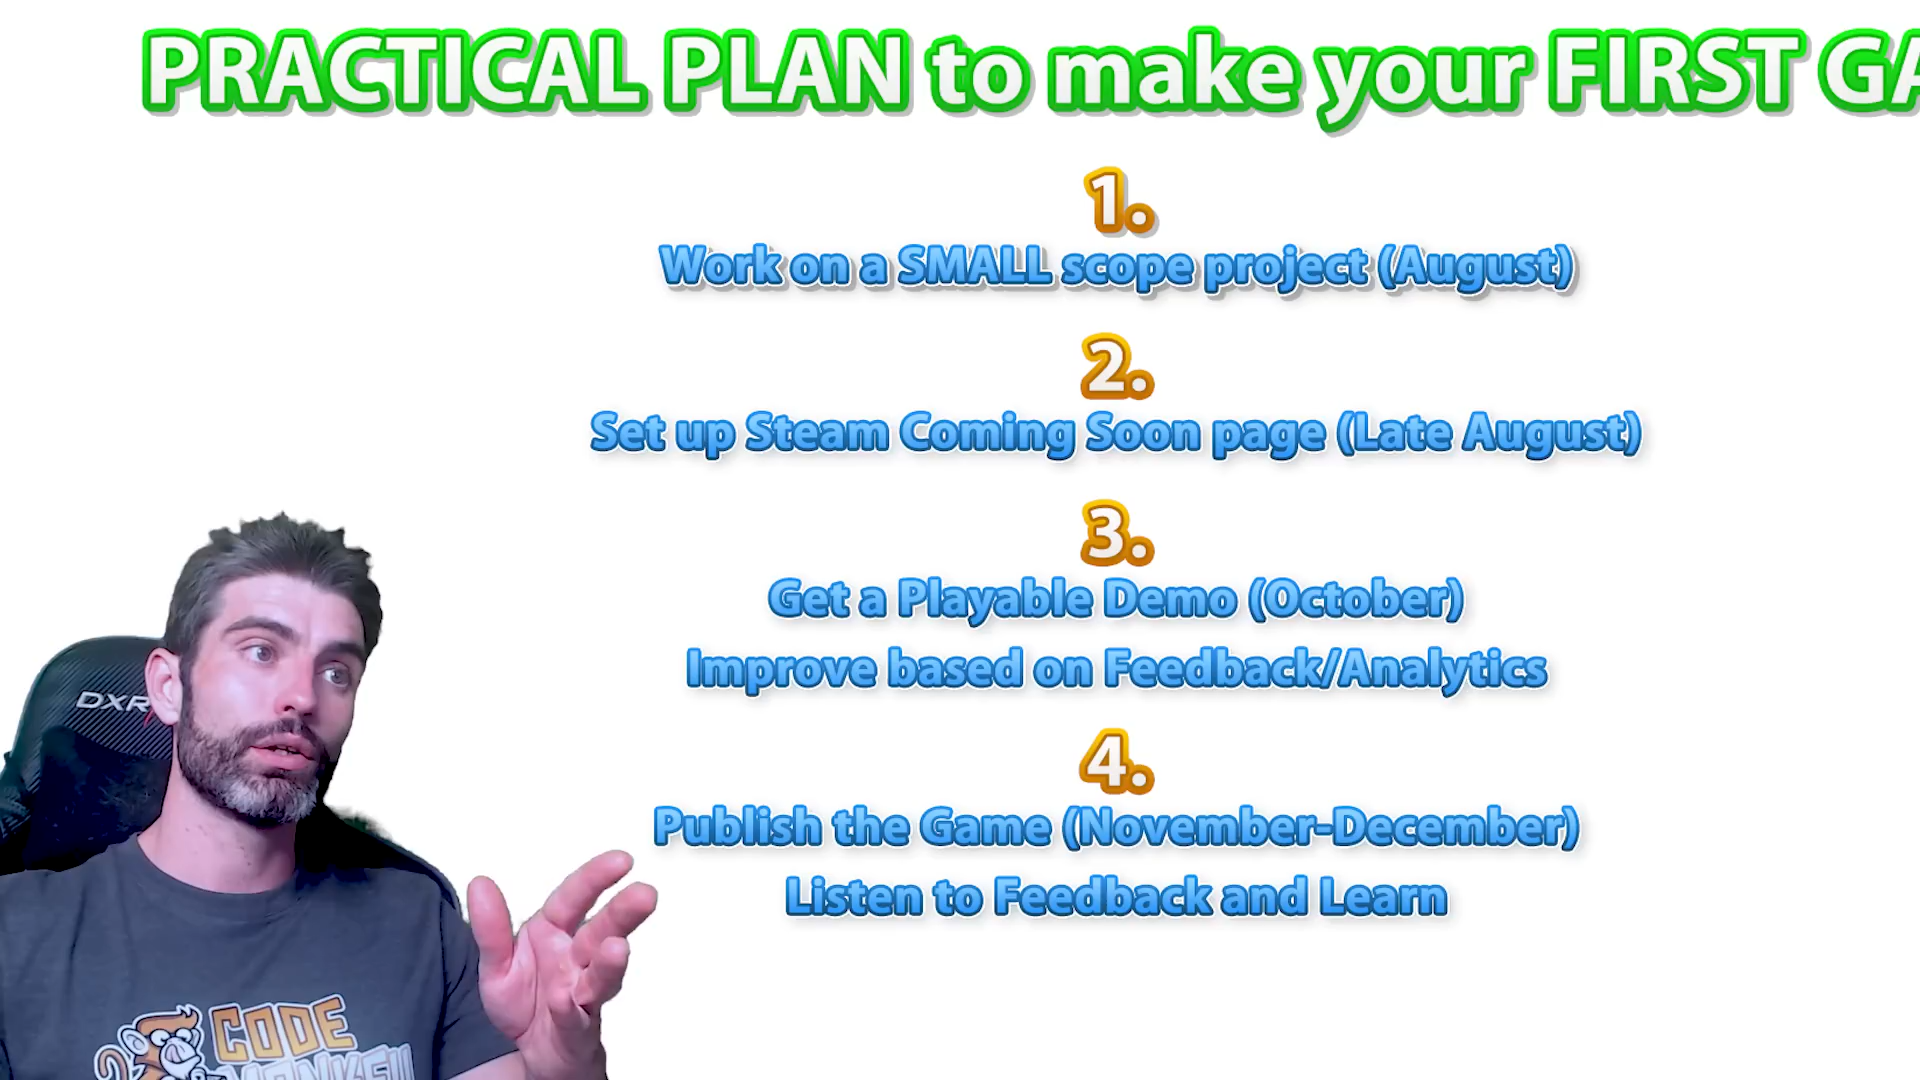 PRACTICAL PLAN to make your FIRST GA
1.
Work on a SMALL scope project (August)
2.
Set up Steam Coming Soon page (Late August)
3.
Get a Playable Demo (October)
Improve based on Feedback/Analytics
4.
Publish the Game (November-December)
Listen to Feedback and Learn
DXR
CODE
MONKEY